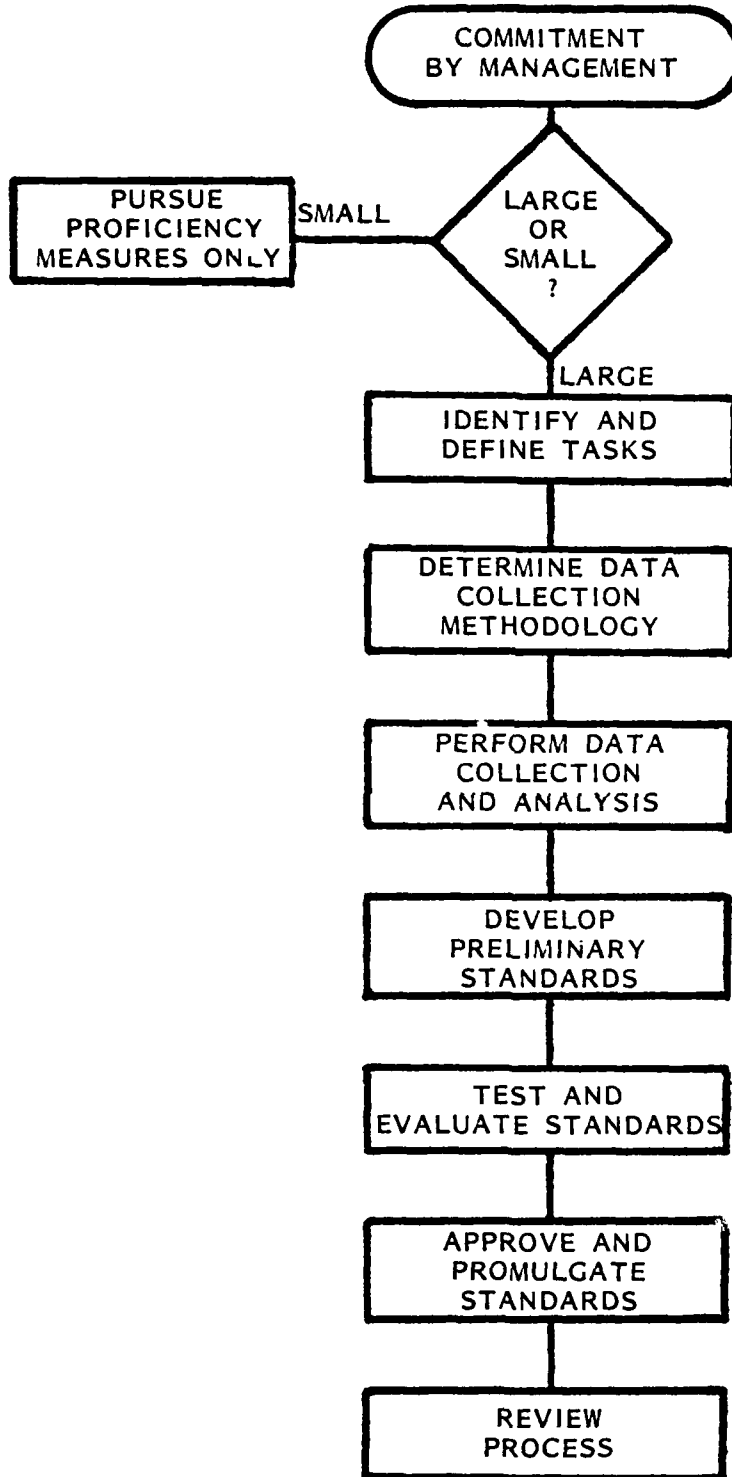 COMMITMENT
BY MANAGEMENT
LARGE
OR
SMALL
?
SMALL
PURSUE
PROFICIENCY
MEASURES ONLY
LARGE
IDENTIFY AND
DEFINE TASKS
DETERMINE DATA
COLLECTION
METHODOLOGY
PERFORM DATA
COLLECTION
AND ANALYSIS
DEVELOP
PRELIMINARY
STANDARDS
TEST AND
EVALUATE STANDARDS
APPROVE AND
PROMULGATE
STANDARDS
REVIEW
PROCESS